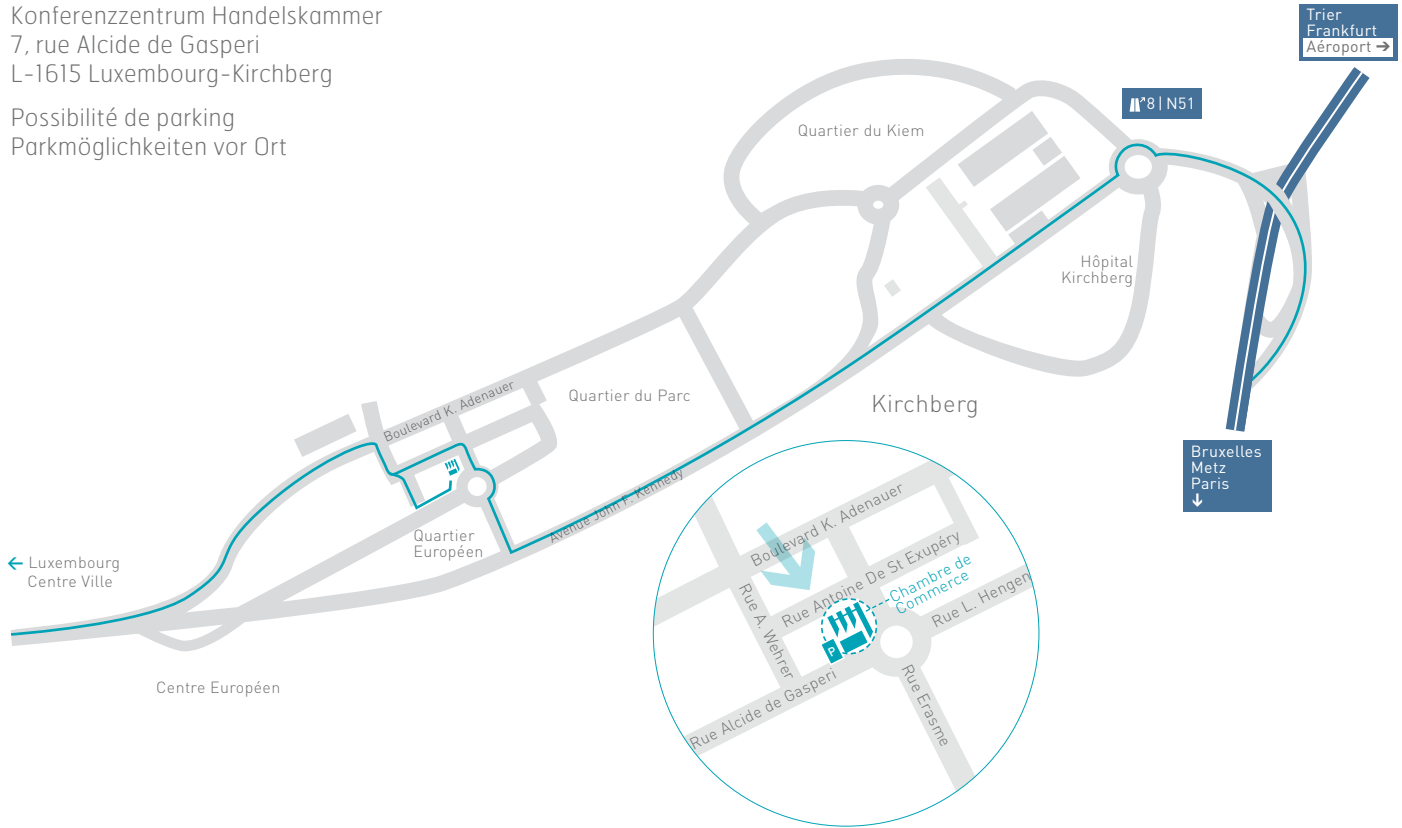 Konferenzzentrum Handelskammer
7, rue Alcide de Gasperi
L-1615 Luxembourg-Kirchberg
Possibilité de parking
Parkmöglichkeiten vor Ort
Trier
Frankfurt
Aéroport →
8 | N51
Quartier du Kiem
Hôpital
Kirchberg
Quartier du Parc
Boulevard K. Adenauer
Kirchberg
Bruxelles
Metz
Paris
↓
Avenue John F. Kennedy
Quartier
Européen
← Luxembourg
Centre Ville
Centre Européen
Boulevard K. Adenauer
Rue Antoine De St Exupéry
Chambre de
Commerce
Rue L. Hengen
Rue A. Wehrer
P
Rue Alcide de Gasperi
Rue Erasme